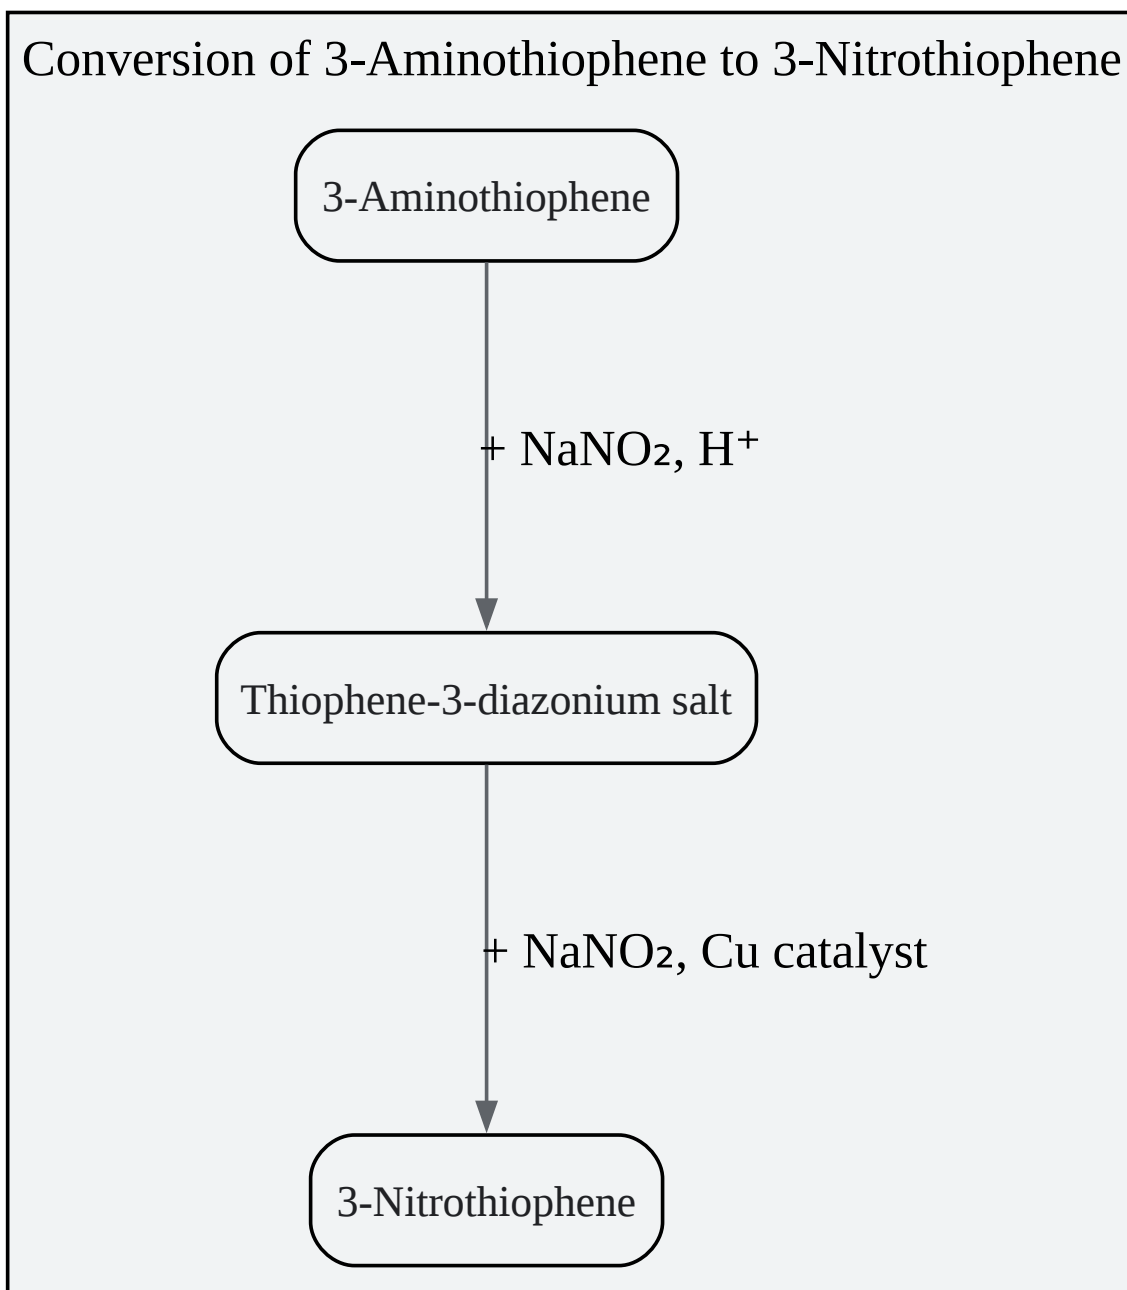 Conversion of 3-Aminothiophene to 3-Nitrothiophene
3-Aminothiophene
+ NaNO₂, H⁺
Thiophene-3-diazonium salt
+ NaNO₂, Cu catalyst
3-Nitrothiophene